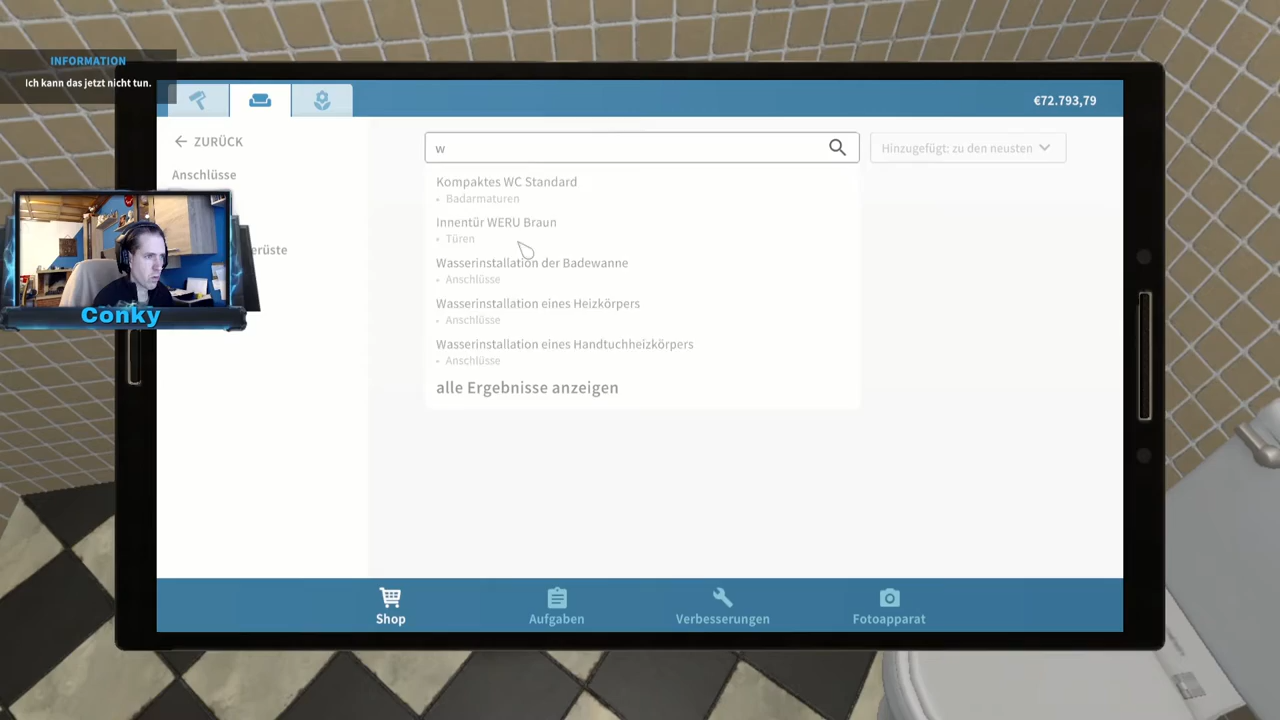 INFORMATION
Ich kann das jetzt nicht tun.
€72.793,79
ZURÜCK
w
Hinzugefügt: zu den neusten
Anschlüsse
Kompaktes WC Standard
• Badarmaturen
Innentür WERU Braun
• Türen
erüste
Wasserinstallation der Badewanne
• Anschlüsse
Wasserinstallation eines Heizkörpers
• Anschlüsse
Conky
Wasserinstallation eines Handtuchheizkörpers
• Anschlüsse
alle Ergebnisse anzeigen
Shop
Aufgaben
Verbesserungen
Fotoapparat